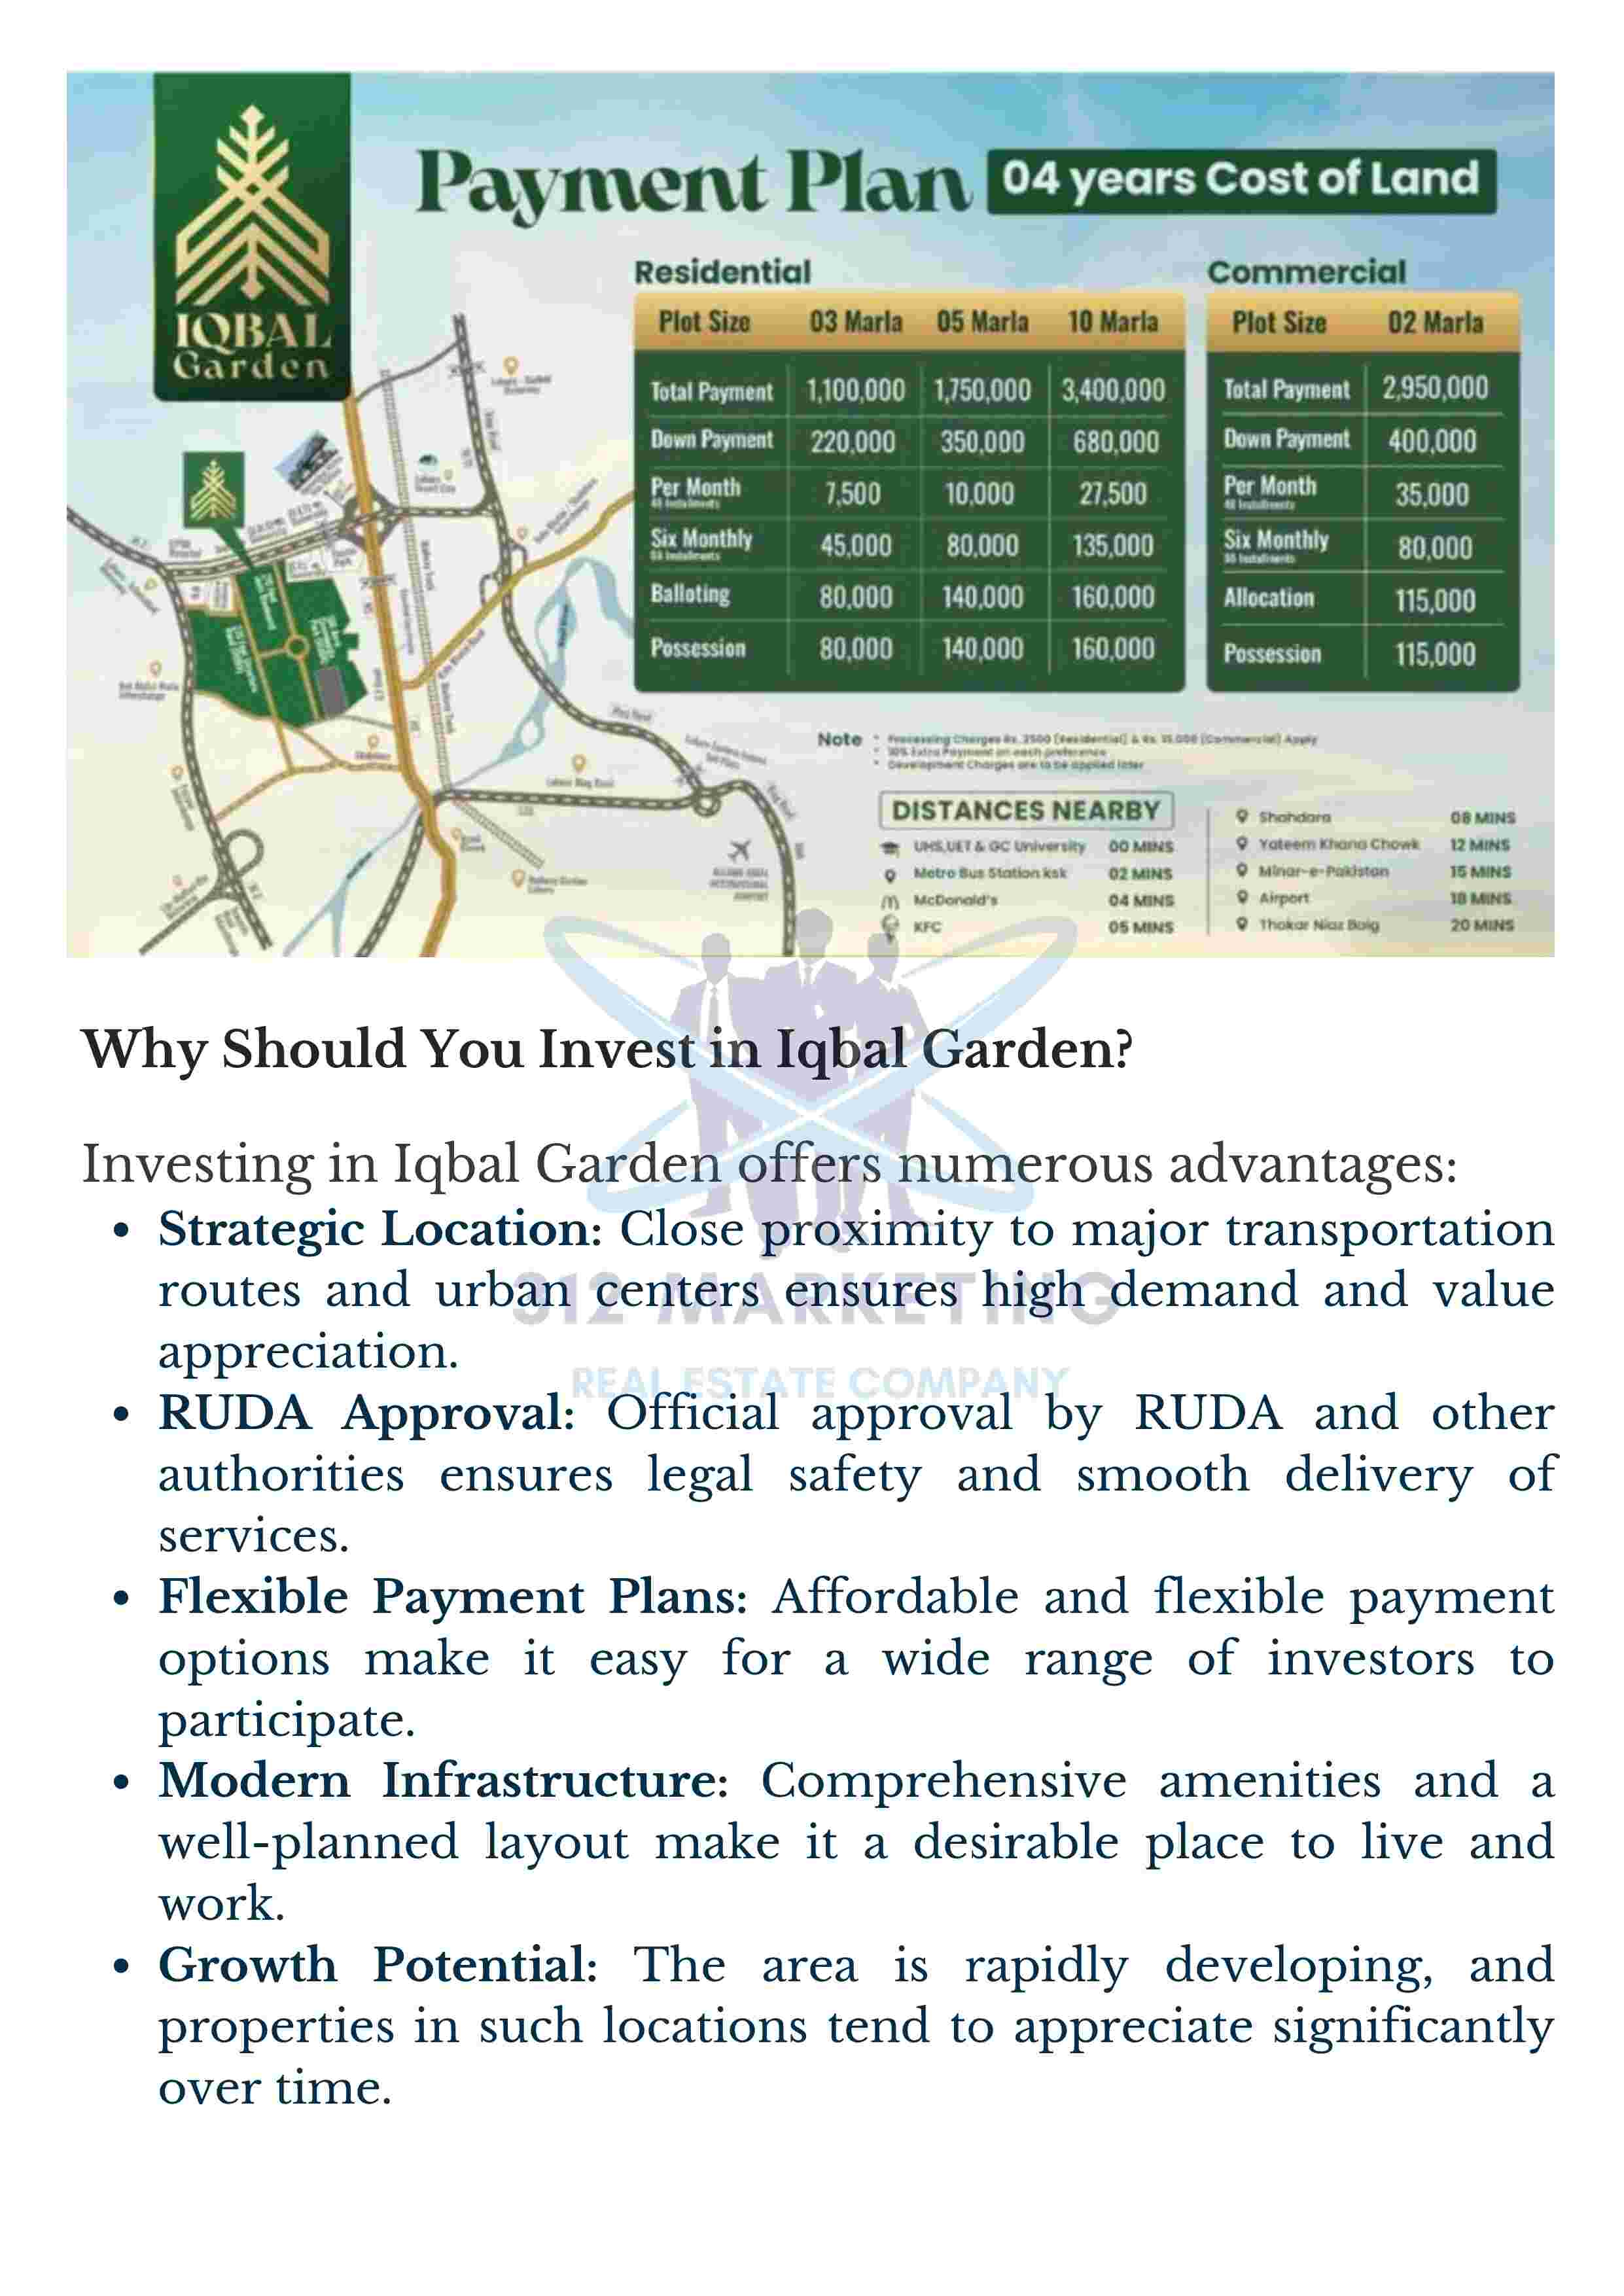 IQBAL
Garden
Payment Plan 04 years Cost of Land
Residential
Plot Size 03 Marla 05 Marla 10 Marla
Total Payment 1,100,000 1,750,000 3,400,000
Down Payment 220,000 350,000 680,000
Per Month 7,500 10,000 27,500
48 Installments
Six Monthly 45,000 80,000 135,000
Installments
Balloting 80,000 140,000 160,000
Possession 80,000 140,000 160,000
Commercial
Plot Size 02 Marla
Total Payment 2,950,000
Down Payment 400,000
Per Month 35,000
48 Installments
Six Monthly 80,000
Installments
Allocation 115,000
Possession 115,000
Note
Processing Charges Rs. 2500 (Residential) & Rs. 15,000 (Commercial) Apply
10% Extra Payment on each preference
Development Charges are to be applied later
DISTANCES NEARBY
UHS,UET & GC University 00 MINS
Metro Bus Station ksk 02 MINS
McDonald's 04 MINS
KFC 05 MINS
Shahdara 08 MINS
Yateem Khana Chowk 12 MINS
Minar-e-Pakistan 15 MINS
Airport 18 MINS
Thokar Niaz Baig 20 MINS
Why Should You Invest in Iqbal Garden?
Investing in Iqbal Garden offers numerous advantages:
• Strategic Location: Close proximity to major transportation
routes and urban centers ensures high demand and value
appreciation.
• RUDA Approval: Official approval by RUDA and other
authorities ensures legal safety and smooth delivery of
services.
• Flexible Payment Plans: Affordable and flexible payment
options make it easy for a wide range of investors to
participate.
• Modern Infrastructure: Comprehensive amenities and a
well-planned layout make it a desirable place to live and
work.
• Growth Potential: The area is rapidly developing, and
properties in such locations tend to appreciate significantly
over time.
312 MARKETING
REAL ESTATE COMPANY